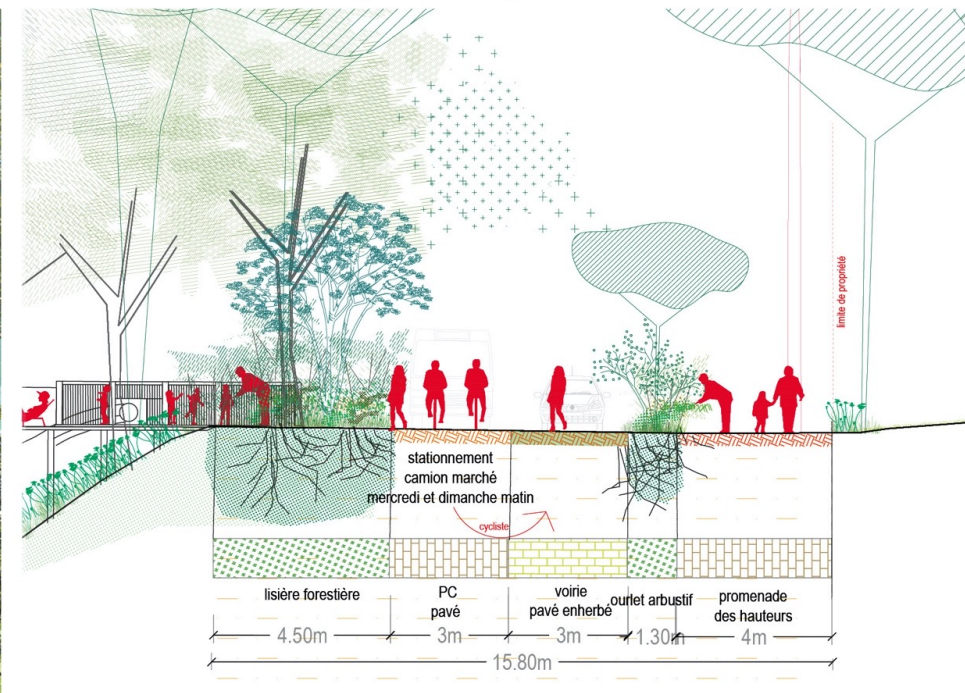 limite de propriété
stationnement
camion marché
mercredi et dimanche matin
cycliste
lisière forestière
PC
pavé
voirie
pavé enherbé
ourlet arbustif
promenade
des hauteurs
4.50m
3m
3m
1.30m
4m
15.80m